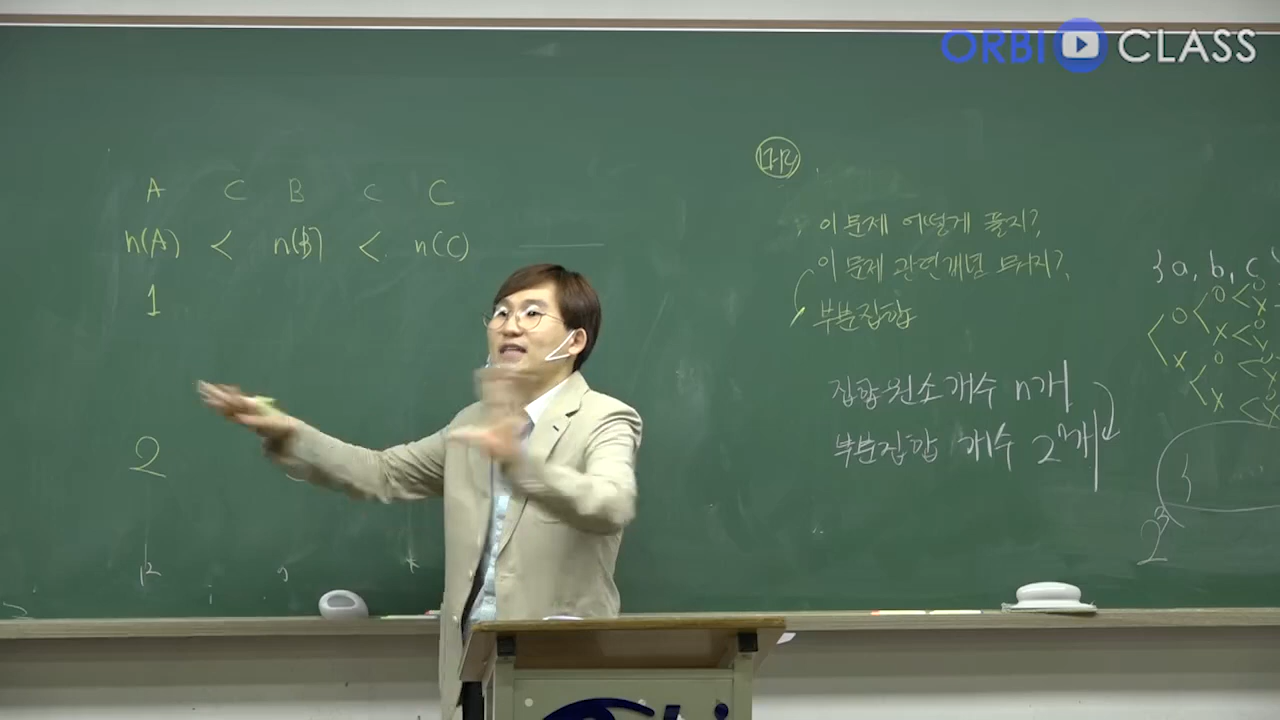 ORBI CLASS
A ⊂ B ⊂ C
n(A) < n(B) < n(C)
1
2
이 문제 어떻게 풀지?
이 문제 관련개념 뭐지?
부분집합
집합원소개수 n개
부분집합 개수 2ⁿ개
{a, b, c
O < O < O
X
X < O
X
X < O < O
X
X <
2³